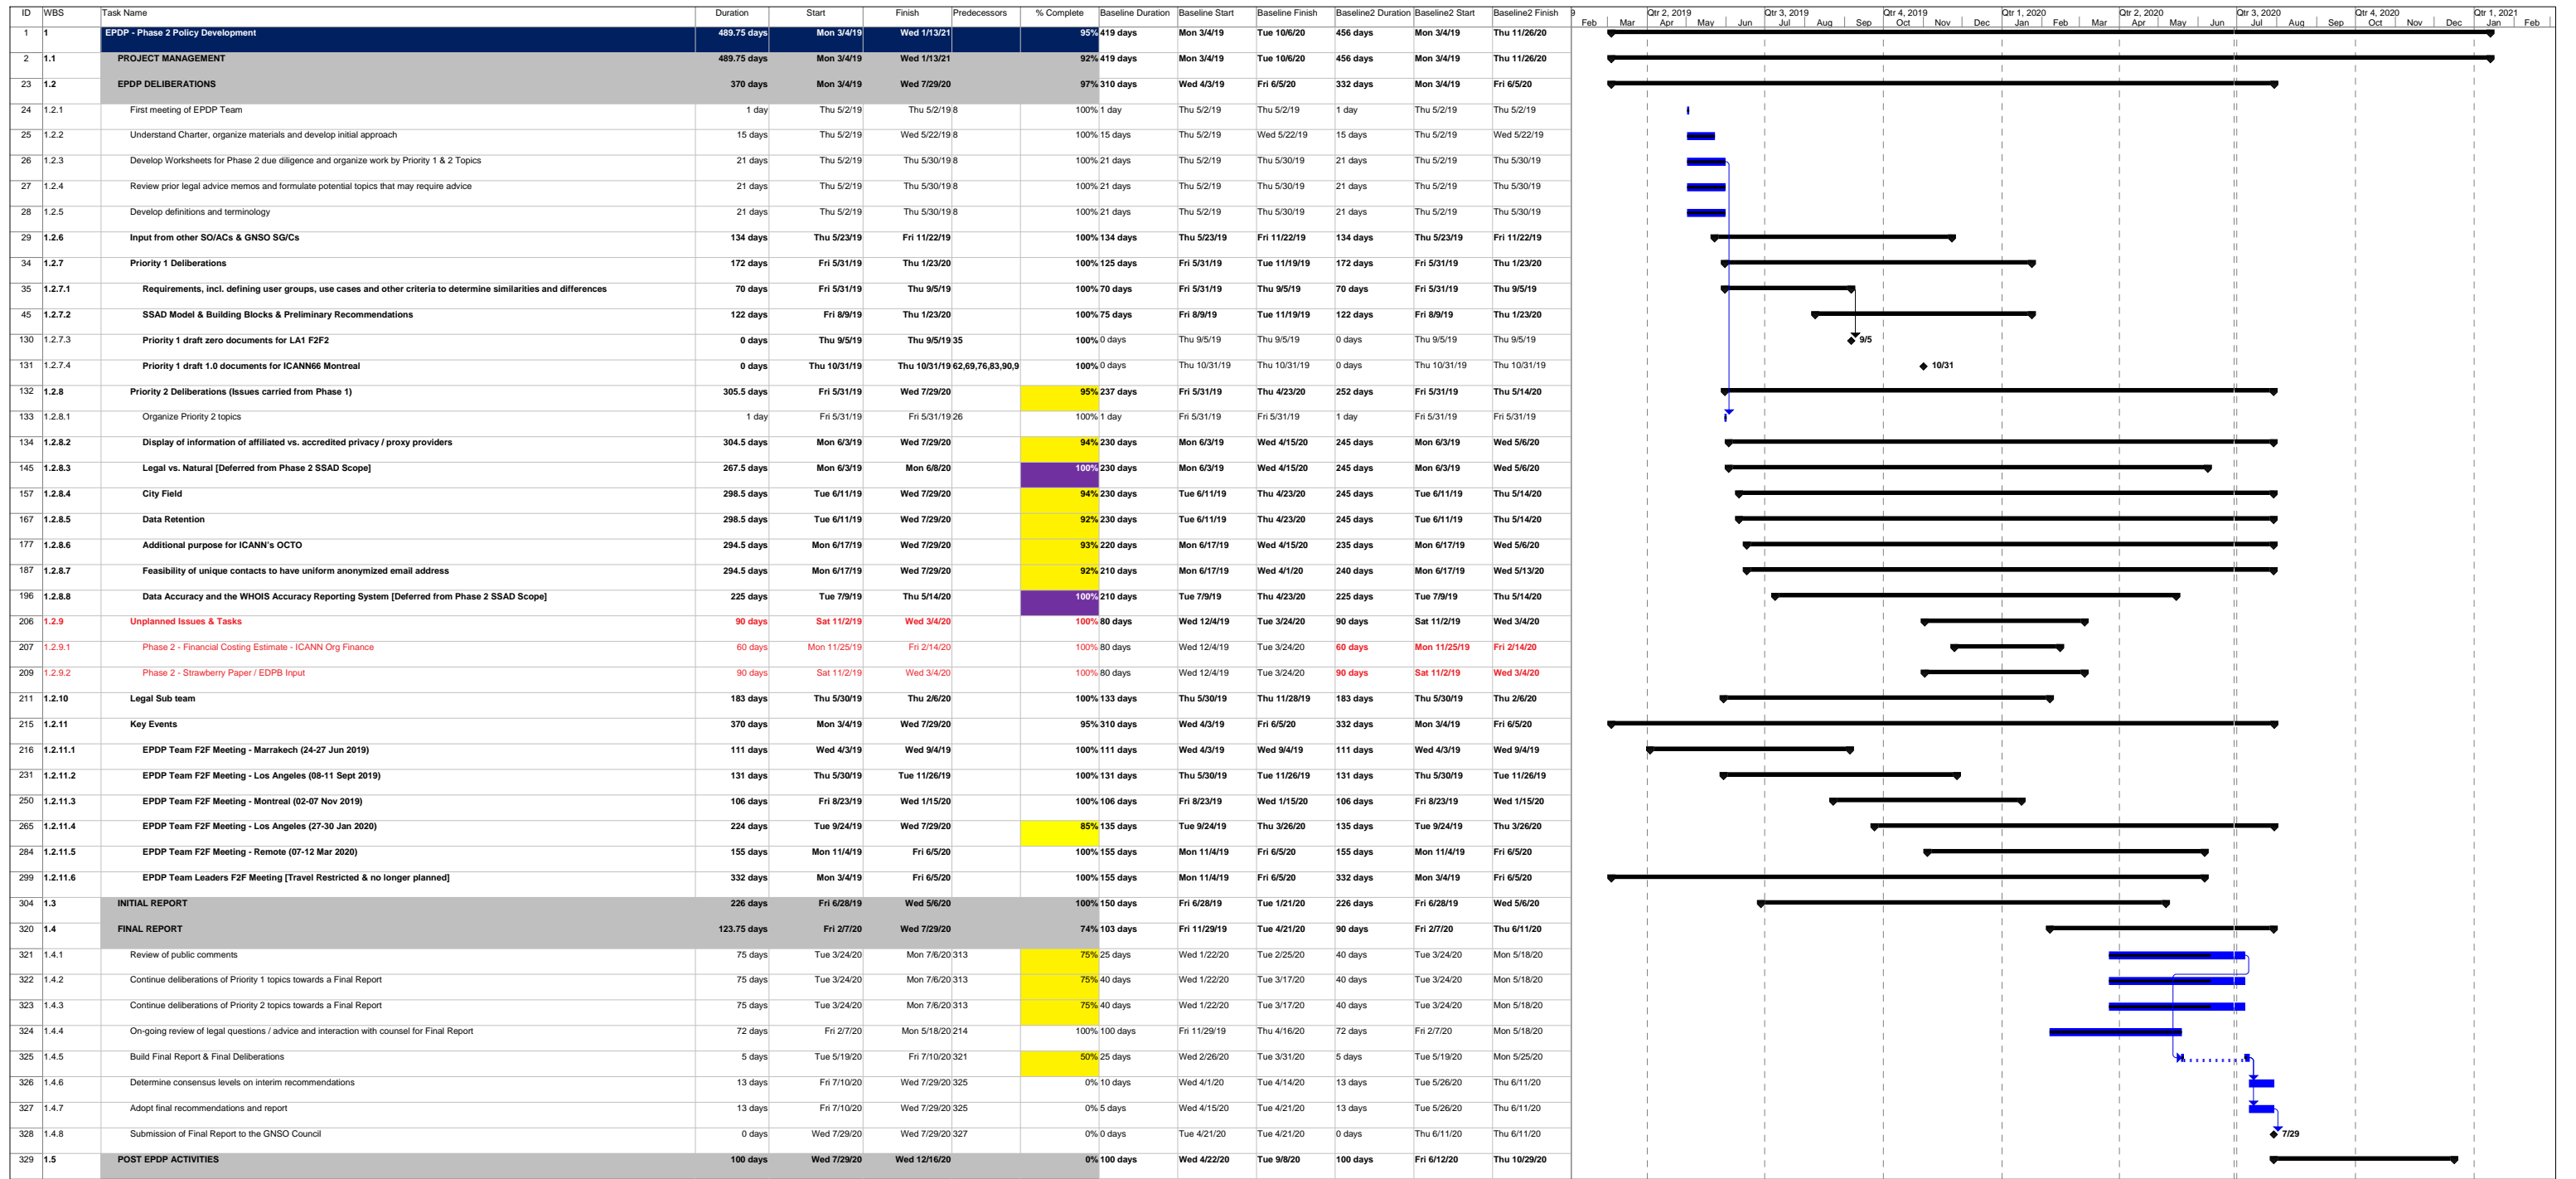 ID WBS Task Name Duration Start Finish Predecessors % Complete Baseline Duration Baseline Start Baseline Finish Baseline2 Duration Baseline2 Start Baseline2 Finish
9 Qtr 2, 2019 Qtr 3, 2019 Qtr 4, 2019 Qtr 1, 2020 Qtr 2, 2020 Qtr 3, 2020 Qtr 4, 2020 Qtr 1, 2021
Feb Mar Apr May Jun Jul Aug Sep Oct Nov Dec Jan Feb Mar Apr May Jun Jul Aug Sep Oct Nov Dec Jan Feb
1 1 EPDP - Phase 2 Policy Development 489.75 days Mon 3/4/19 Wed 1/13/21 95% 419 days Mon 3/4/19 Tue 10/6/20 456 days Mon 3/4/19 Thu 11/26/20
2 1.1 PROJECT MANAGEMENT 489.75 days Mon 3/4/19 Wed 1/13/21 92% 419 days Mon 3/4/19 Tue 10/6/20 456 days Mon 3/4/19 Thu 11/26/20
23 1.2 EPDP DELIBERATIONS 370 days Mon 3/4/19 Wed 7/29/20 97% 310 days Wed 4/3/19 Fri 6/5/20 332 days Mon 3/4/19 Fri 6/5/20
24 1.2.1 First meeting of EPDP Team 1 day Thu 5/2/19 Thu 5/2/19 8 100% 1 day Thu 5/2/19 Thu 5/2/19 1 day Thu 5/2/19 Thu 5/2/19
25 1.2.2 Understand Charter, organize materials and develop initial approach 15 days Thu 5/2/19 Wed 5/22/19 8 100% 15 days Thu 5/2/19 Wed 5/22/19 15 days Thu 5/2/19 Wed 5/22/19
26 1.2.3 Develop Worksheets for Phase 2 due diligence and organize work by Priority 1 & 2 Topics 21 days Thu 5/2/19 Thu 5/30/19 8 100% 21 days Thu 5/2/19 Thu 5/30/19 21 days Thu 5/2/19 Thu 5/30/19
27 1.2.4 Review prior legal advice memos and formulate potential topics that may require advice 21 days Thu 5/2/19 Thu 5/30/19 8 100% 21 days Thu 5/2/19 Thu 5/30/19 21 days Thu 5/2/19 Thu 5/30/19
28 1.2.5 Develop definitions and terminology 21 days Thu 5/2/19 Thu 5/30/19 8 100% 21 days Thu 5/2/19 Thu 5/30/19 21 days Thu 5/2/19 Thu 5/30/19
29 1.2.6 Input from other SO/ACs & GNSO SG/Cs 134 days Thu 5/23/19 Fri 11/22/19 100% 134 days Thu 5/23/19 Fri 11/22/19 134 days Thu 5/23/19 Fri 11/22/19
34 1.2.7 Priority 1 Deliberations 172 days Fri 5/31/19 Thu 1/23/20 100% 125 days Fri 5/31/19 Tue 11/19/19 172 days Fri 5/31/19 Thu 1/23/20
35 1.2.7.1 Requirements, incl. defining user groups, use cases and other criteria to determine similarities and differences 70 days Fri 5/31/19 Thu 9/5/19 100% 70 days Fri 5/31/19 Thu 9/5/19 70 days Fri 5/31/19 Thu 9/5/19
45 1.2.7.2 SSAD Model & Building Blocks & Preliminary Recommendations 122 days Fri 8/9/19 Thu 1/23/20 100% 75 days Fri 8/9/19 Tue 11/19/19 122 days Fri 8/9/19 Thu 1/23/20
130 1.2.7.3 Priority 1 draft zero documents for LA1 F2F2 0 days Thu 9/5/19 Thu 9/5/19 35 100% 0 days Thu 9/5/19 Thu 9/5/19 0 days Thu 9/5/19 Thu 9/5/19 9/5
131 1.2.7.4 Priority 1 draft 1.0 documents for ICANN66 Montreal 0 days Thu 10/31/19 Thu 10/31/19 62,69,76,83,90,9 100% 0 days Thu 10/31/19 Thu 10/31/19 0 days Thu 10/31/19 Thu 10/31/19 10/31
132 1.2.8 Priority 2 Deliberations (Issues carried from Phase 1) 305.5 days Fri 5/31/19 Wed 7/29/20 95% 237 days Fri 5/31/19 Thu 4/23/20 252 days Fri 5/31/19 Thu 5/14/20
133 1.2.8.1 Organize Priority 2 topics 1 day Fri 5/31/19 Fri 5/31/19 26 100% 1 day Fri 5/31/19 Fri 5/31/19 1 day Fri 5/31/19 Fri 5/31/19
134 1.2.8.2 Display of information of affiliated vs. accredited privacy / proxy providers 304.5 days Mon 6/3/19 Wed 7/29/20 94% 230 days Mon 6/3/19 Wed 4/15/20 245 days Mon 6/3/19 Wed 5/6/20
145 1.2.8.3 Legal vs. Natural [Deferred from Phase 2 SSAD Scope] 267.5 days Mon 6/3/19 Mon 6/8/20 100% 230 days Mon 6/3/19 Wed 4/15/20 245 days Mon 6/3/19 Wed 5/6/20
157 1.2.8.4 City Field 298.5 days Tue 6/11/19 Wed 7/29/20 94% 230 days Tue 6/11/19 Thu 4/23/20 245 days Tue 6/11/19 Thu 5/14/20
167 1.2.8.5 Data Retention 298.5 days Tue 6/11/19 Wed 7/29/20 92% 230 days Tue 6/11/19 Thu 4/23/20 245 days Tue 6/11/19 Thu 5/14/20
177 1.2.8.6 Additional purpose for ICANN's OCTO 294.5 days Mon 6/17/19 Wed 7/29/20 93% 220 days Mon 6/17/19 Wed 4/15/20 235 days Mon 6/17/19 Wed 5/6/20
187 1.2.8.7 Feasibility of unique contacts to have uniform anonymized email address 294.5 days Mon 6/17/19 Wed 7/29/20 92% 210 days Mon 6/17/19 Wed 4/1/20 240 days Mon 6/17/19 Wed 5/13/20
196 1.2.8.8 Data Accuracy and the WHOIS Accuracy Reporting System [Deferred from Phase 2 SSAD Scope] 225 days Tue 7/9/19 Thu 5/14/20 100% 210 days Tue 7/9/19 Thu 4/23/20 225 days Tue 7/9/19 Thu 5/14/20
206 1.2.9 Unplanned Issues & Tasks 90 days Sat 11/2/19 Wed 3/4/20 100% 80 days Wed 12/4/19 Tue 3/24/20 90 days Sat 11/2/19 Wed 3/4/20
207 1.2.9.1 Phase 2 - Financial Costing Estimate - ICANN Org Finance 60 days Mon 11/25/19 Fri 2/14/20 100% 80 days Wed 12/4/19 Tue 3/24/20 60 days Mon 11/25/19 Fri 2/14/20
209 1.2.9.2 Phase 2 - Strawberry Paper / EDPB Input 90 days Sat 11/2/19 Wed 3/4/20 100% 80 days Wed 12/4/19 Tue 3/24/20 90 days Sat 11/2/19 Wed 3/4/20
211 1.2.10 Legal Sub team 183 days Thu 5/30/19 Thu 2/6/20 100% 133 days Thu 5/30/19 Thu 11/28/19 183 days Thu 5/30/19 Thu 2/6/20
215 1.2.11 Key Events 370 days Mon 3/4/19 Wed 7/29/20 95% 310 days Wed 4/3/19 Fri 6/5/20 332 days Mon 3/4/19 Fri 6/5/20
216 1.2.11.1 EPDP Team F2F Meeting - Marrakech (24-27 Jun 2019) 111 days Wed 4/3/19 Wed 9/4/19 100% 111 days Wed 4/3/19 Wed 9/4/19 111 days Wed 4/3/19 Wed 9/4/19
231 1.2.11.2 EPDP Team F2F Meeting - Los Angeles (08-11 Sept 2019) 131 days Thu 5/30/19 Tue 11/26/19 100% 131 days Thu 5/30/19 Tue 11/26/19 131 days Thu 5/30/19 Tue 11/26/19
250 1.2.11.3 EPDP Team F2F Meeting - Montreal (02-07 Nov 2019) 106 days Fri 8/23/19 Wed 1/15/20 100% 106 days Fri 8/23/19 Wed 1/15/20 106 days Fri 8/23/19 Wed 1/15/20
265 1.2.11.4 EPDP Team F2F Meeting - Los Angeles (27-30 Jan 2020) 224 days Tue 9/24/19 Wed 7/29/20 85% 135 days Tue 9/24/19 Thu 3/26/20 135 days Tue 9/24/19 Thu 3/26/20
284 1.2.11.5 EPDP Team F2F Meeting - Remote (07-12 Mar 2020) 155 days Mon 11/4/19 Fri 6/5/20 100% 155 days Mon 11/4/19 Fri 6/5/20 155 days Mon 11/4/19 Fri 6/5/20
299 1.2.11.6 EPDP Team Leaders F2F Meeting [Travel Restricted & no longer planned] 332 days Mon 3/4/19 Fri 6/5/20 100% 155 days Mon 11/4/19 Fri 6/5/20 332 days Mon 3/4/19 Fri 6/5/20
304 1.3 INITIAL REPORT 226 days Fri 6/28/19 Wed 5/6/20 100% 150 days Fri 6/28/19 Tue 1/21/20 226 days Fri 6/28/19 Wed 5/6/20
320 1.4 FINAL REPORT 123.75 days Fri 2/7/20 Wed 7/29/20 74% 103 days Fri 11/29/19 Tue 4/21/20 90 days Fri 2/7/20 Thu 6/11/20
321 1.4.1 Review of public comments 75 days Tue 3/24/20 Mon 7/6/20 313 75% 25 days Wed 1/22/20 Tue 2/25/20 40 days Tue 3/24/20 Mon 5/18/20
322 1.4.2 Continue deliberations of Priority 1 topics towards a Final Report 75 days Tue 3/24/20 Mon 7/6/20 313 75% 40 days Wed 1/22/20 Tue 3/17/20 40 days Tue 3/24/20 Mon 5/18/20
323 1.4.3 Continue deliberations of Priority 2 topics towards a Final Report 75 days Tue 3/24/20 Mon 7/6/20 313 75% 40 days Wed 1/22/20 Tue 3/17/20 40 days Tue 3/24/20 Mon 5/18/20
324 1.4.4 On-going review of legal questions / advice and interaction with counsel for Final Report 72 days Fri 2/7/20 Mon 5/18/20 214 100% 100 days Fri 11/29/19 Thu 4/16/20 72 days Fri 2/7/20 Mon 5/18/20
325 1.4.5 Build Final Report & Final Deliberations 5 days Tue 5/19/20 Fri 7/10/20 321 50% 25 days Wed 2/26/20 Tue 3/31/20 5 days Tue 5/19/20 Mon 5/25/20
326 1.4.6 Determine consensus levels on interim recommendations 13 days Fri 7/10/20 Wed 7/29/20 325 0% 10 days Wed 4/1/20 Tue 4/14/20 13 days Tue 5/26/20 Thu 6/11/20
327 1.4.7 Adopt final recommendations and report 13 days Fri 7/10/20 Wed 7/29/20 325 0% 5 days Wed 4/15/20 Tue 4/21/20 13 days Tue 5/26/20 Thu 6/11/20
328 1.4.8 Submission of Final Report to the GNSO Council 0 days Wed 7/29/20 Wed 7/29/20 327 0% 0 days Tue 4/21/20 Tue 4/21/20 0 days Thu 6/11/20 Thu 6/11/20 7/29
329 1.5 POST EPDP ACTIVITIES 100 days Wed 7/29/20 Wed 12/16/20 0% 100 days Wed 4/22/20 Tue 9/8/20 100 days Fri 6/12/20 Thu 10/29/20